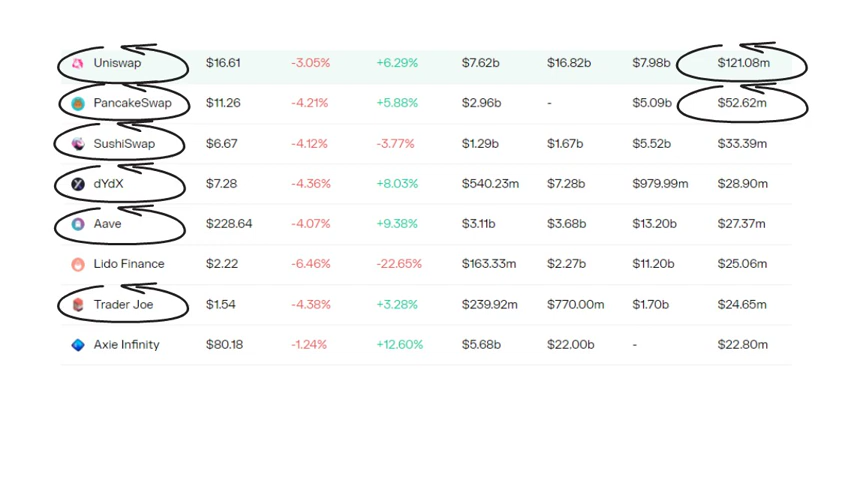 Uniswap $16.61 -3.05% +6.29% $7.62b $16.82b $7.98b $121.08m
PancakeSwap $11.26 -4.21% +5.88% $2.96b - $5.09b $52.62m
SushiSwap $6.67 -4.12% -3.77% $1.29b $1.67b $5.52b $33.39m
dYdX $7.28 -4.36% +8.03% $540.23m $7.28b $979.99m $28.90m
Aave $228.64 -4.07% +9.38% $3.11b $3.68b $13.20b $27.37m
Lido Finance $2.22 -6.46% -22.65% $163.33m $2.27b $11.20b $25.06m
Trader Joe $1.54 -4.38% +3.28% $239.92m $770.00m $1.70b $24.65m
Axie Infinity $80.18 -1.24% +12.60% $5.68b $22.00b - $22.80m